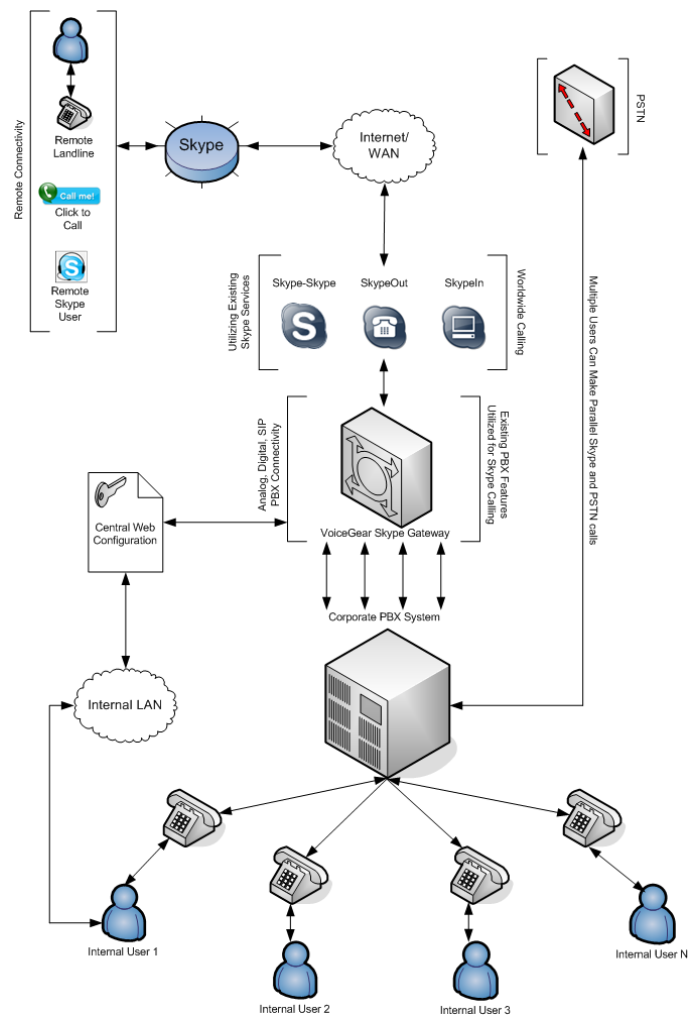 Remote Connectivity
Remote
Landline
Call me!
Click to
Call
S
Remote
Skype
User
Skype
Internet/
WAN
PSTN
Utilizing Existing
Skype Services
Skype-Skype
SkypeOut
SkypeIn
S
Worldwide Calling
Multiple Users Can Make Parallel Skype and PSTN calls
Analog, Digital, SIP
PBX Connectivity
Existing PBX Features
Utilized for Skype Calling
VoiceGear Skype Gateway
Central Web
Configuration
Corporate PBX System
Internal LAN
Internal User 1
Internal User 2
Internal User 3
Internal User N